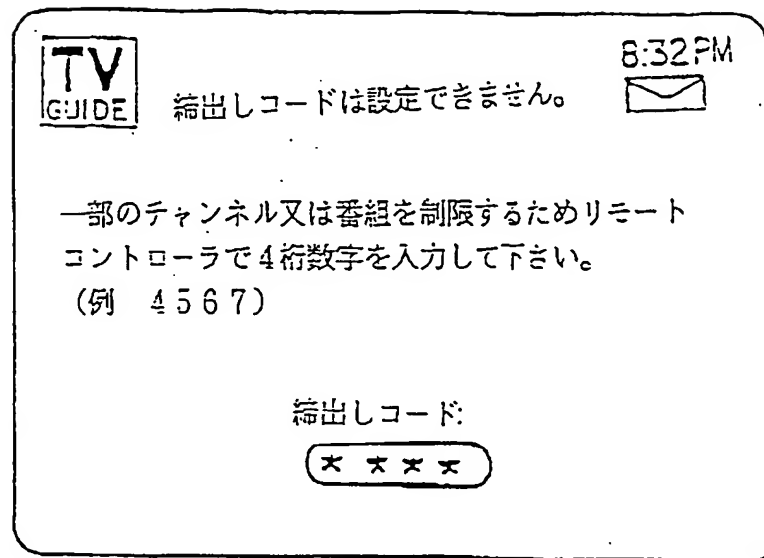 TV
GUIDE
8:32PM
締出しコードは設定できません。
一部のチャンネル又は番組を制限するためリモート
コントローラで4桁数字を入力して下さい。
(例 4567)
締出しコード:
* * * *